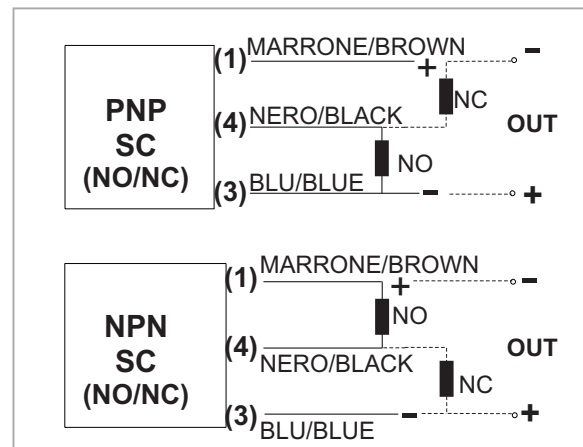 (1) MARRONE/BROWN
+ -
PNP
SC
(NO/NC)
(4) NERO/BLACK
NC
OUT
NO
(3) BLU/BLUE
- +
(1) MARRONE/BROWN
+ -
NPN
SC
(NO/NC)
NO
(4)
NERO/BLACK
OUT
NC
(3)
BLU/BLUE
- +